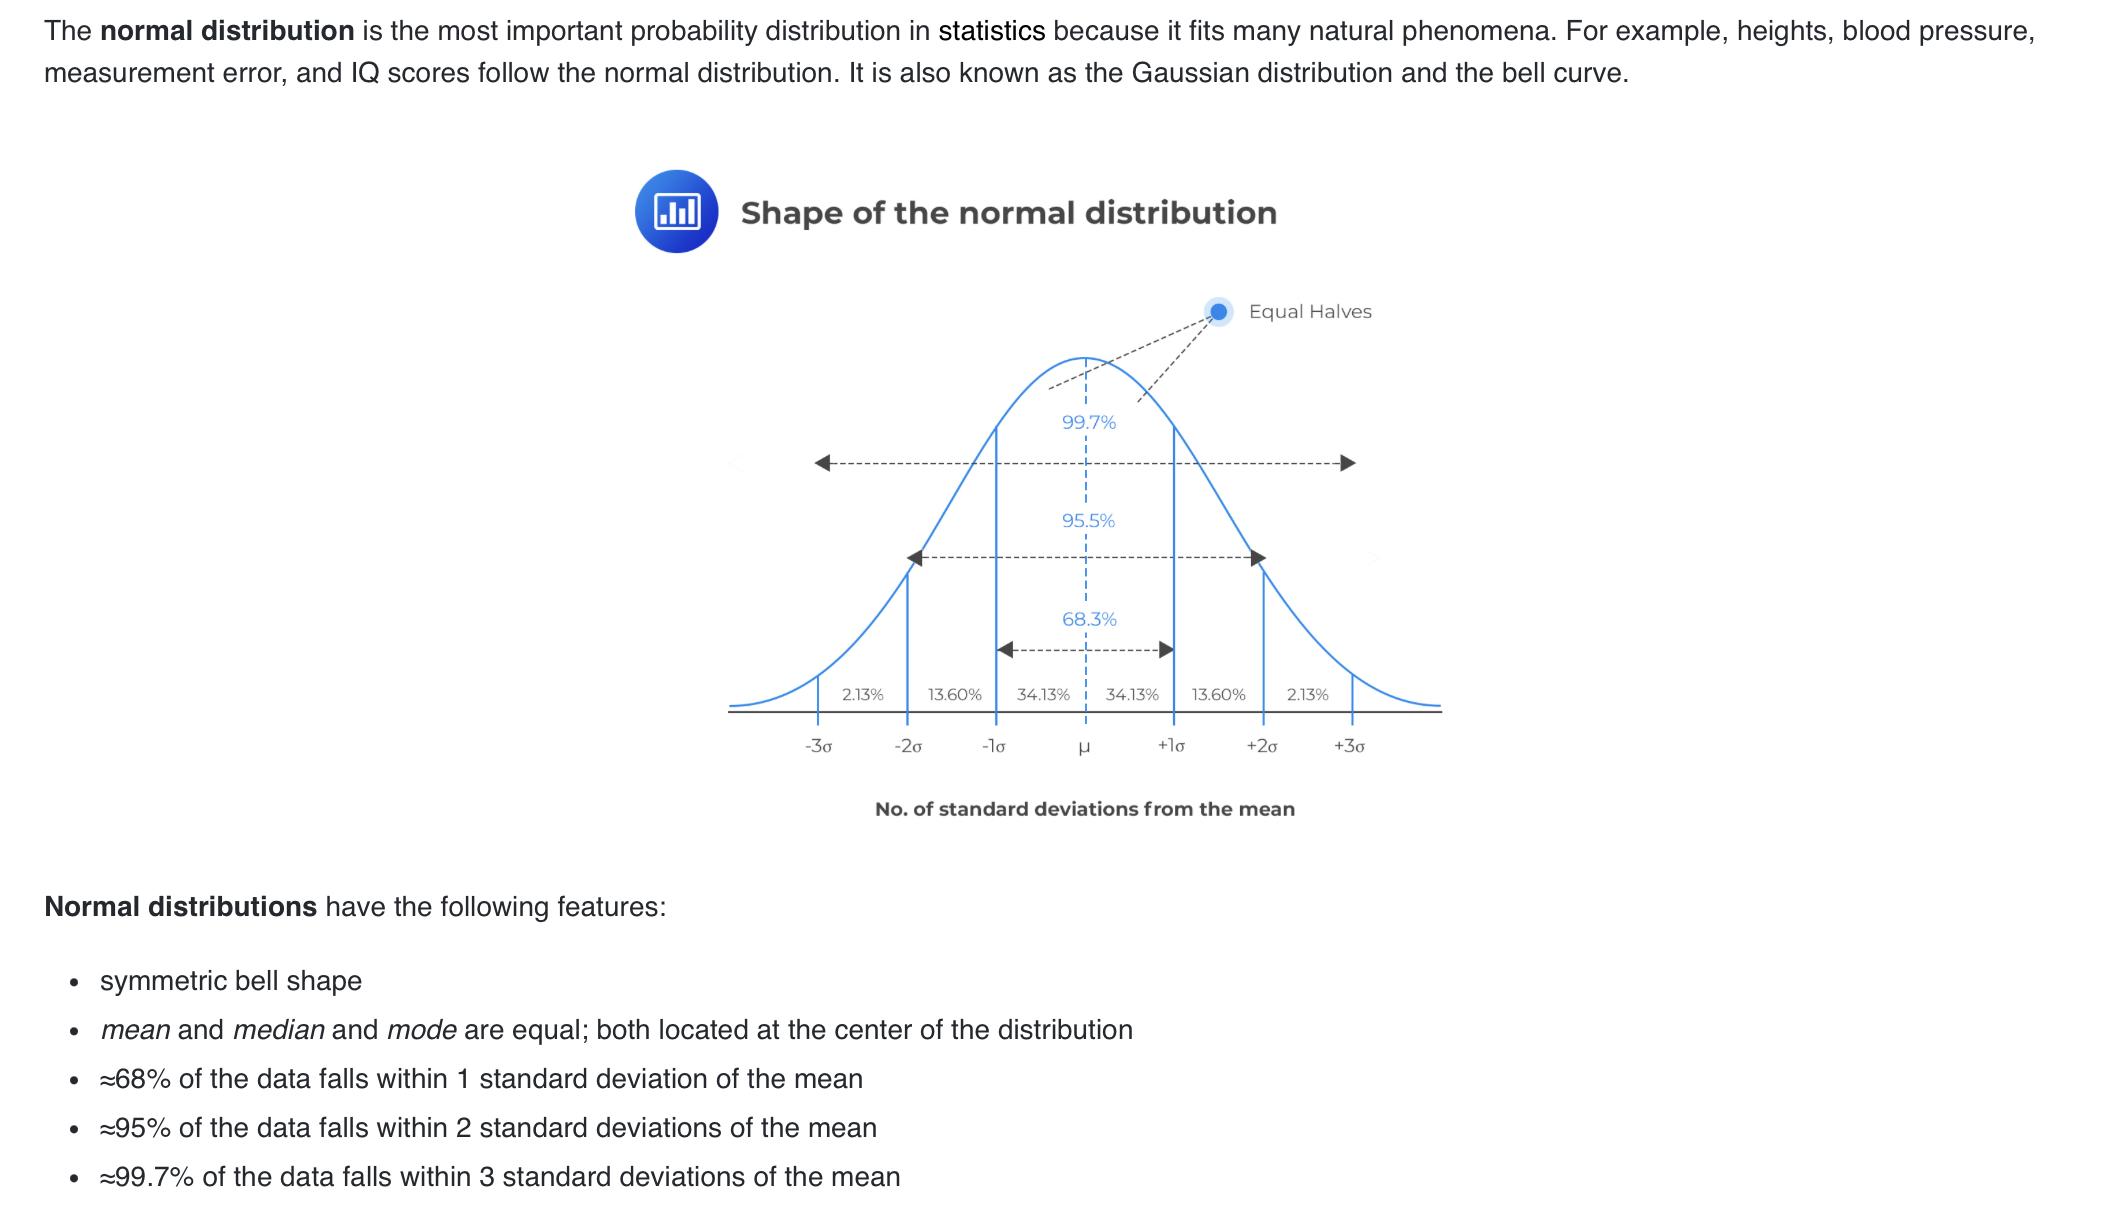 The normal distribution is the most important probability distribution in statistics because it fits many natural phenomena. For example, heights, blood pressure,
measurement error, and IQ scores follow the normal distribution. It is also known as the Gaussian distribution and the bell curve.
Shape of the normal distribution
Equal Halves
99.7%
95.5%
68.3%
2.13% 13.60% 34.13% 34.13% 13.60% 2.13%
-3σ -2σ -1σ µ +1σ +2σ +3σ
No. of standard deviations from the mean
Normal distributions have the following features:
• symmetric bell shape
• mean and median and mode are equal; both located at the center of the distribution
• ≈68% of the data falls within 1 standard deviation of the mean
• ≈95% of the data falls within 2 standard deviations of the mean
• ≈99.7% of the data falls within 3 standard deviations of the mean